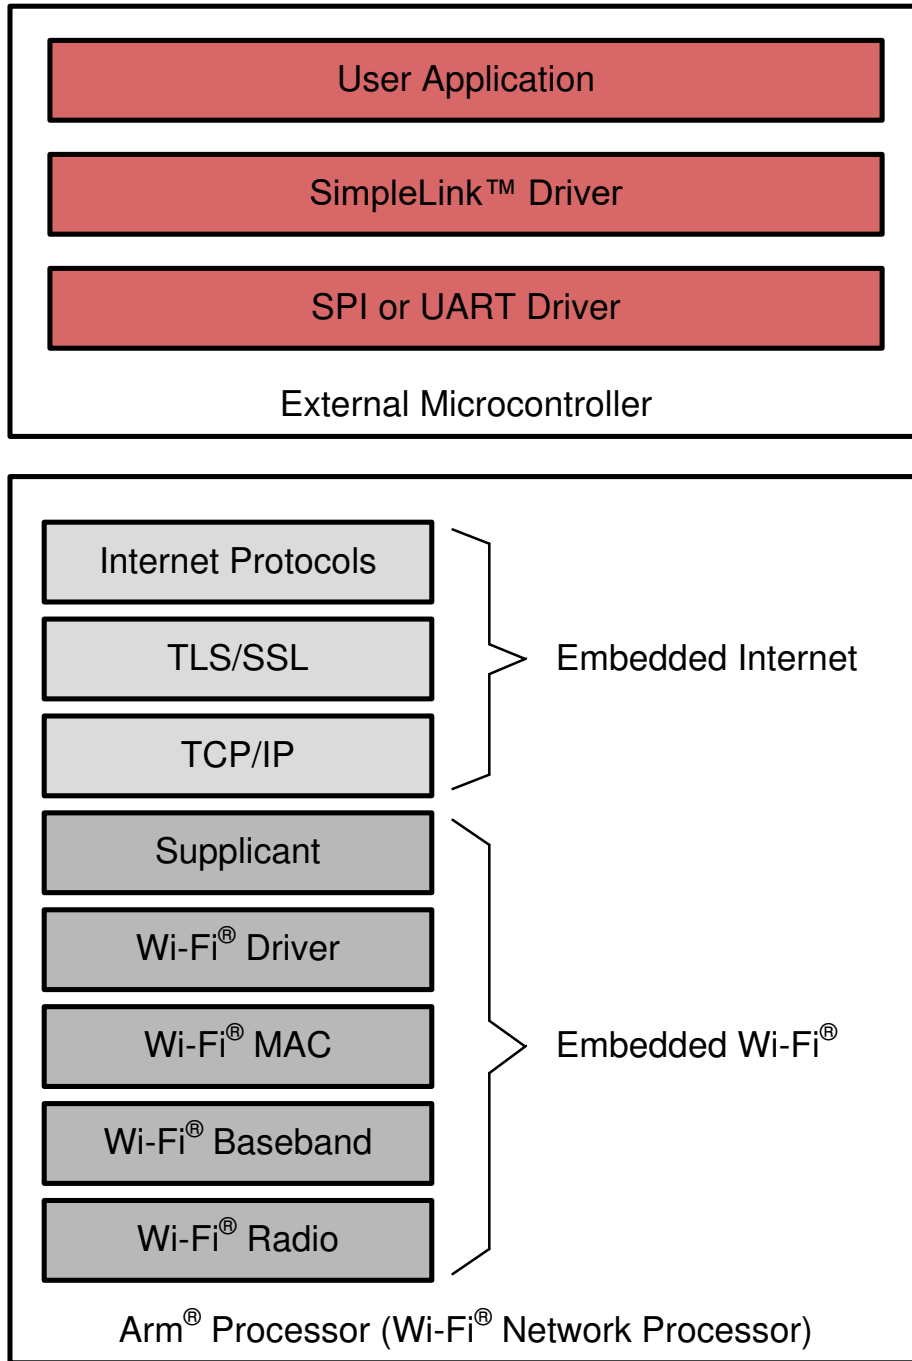 User Application
SimpleLink™ Driver
SPI or UART Driver
External Microcontroller
Internet Protocols
TLS/SSL
TCP/IP
Embedded Internet
Supplicant
Wi-Fi® Driver
Wi-Fi® MAC
Wi-Fi® Baseband
Wi-Fi® Radio
Embedded Wi-Fi®
Arm® Processor (Wi-Fi® Network Processor)